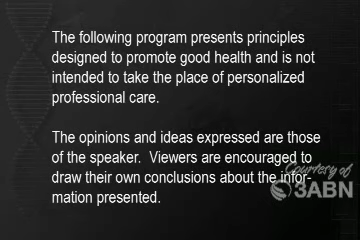 The following program presents principles
designed to promote good health and is not
intended to take the place of personalized
professional care.
The opinions and ideas expressed are those
of the speaker.  Viewers are encouraged to
draw their own conclusions about the infor-
mation presented.
Courtesy of
3ABN